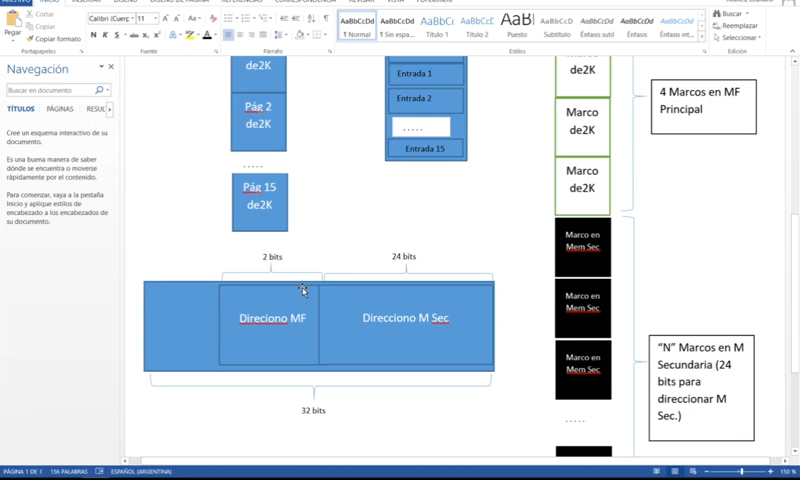 ARCHIVO INICIO INSERTAR DISEÑO DISEÑO DE PÁGINA REFERENCIAS CORRESPONDENCIA REVISAR VISTA
Pegar
Cortar
Copiar
Copiar formato
Portapapeles
Calibri (Cuerp 11
N K S
Fuente
Párrafo
AaBbCcDd AaBbCcDd AaBbCc AaBbCcD AaBl AaBbCcD AaBbCcDd AaBbCcDd AaBbCcDd
1 Normal 1 Sin espa... Título 1 Título 2 Puesto Subtítulo Énfasis sutil Énfasis Énfasis int...
Estilos
Buscar
Reemplazar
Seleccionar
Edición
Navegación
Buscar en documento
TÍTULOS PÁGINAS RESUL
Cree un esquema interactivo de su
documento.
Es una buena manera de saber
dónde se encuentra o moverse
rápidamente por el contenido.
Para comenzar, vaya a la pestaña
Inicio y aplique estilos de
encabezado a los encabezados de
su documento.
de2K
Pág 2
de2K
.....
Pág 15
de2K
Entrada 1
Entrada 2
.....
Entrada 15
de2K
Marco
de2K
Marco
de2K
4 Marcos en MF
Principal
Marco en
Mem Sec
Marco en
Mem Sec
Marco en
Mem Sec
.....
"N" Marcos en M
Secundaria (24
bits para
direccionar M
Sec.)
2 bits 24 bits
Direciono MF Direcciono M Sec
32 bits
PÁGINA 1 DE 1 156 PALABRAS ESPAÑOL (ARGENTINA) 150 %